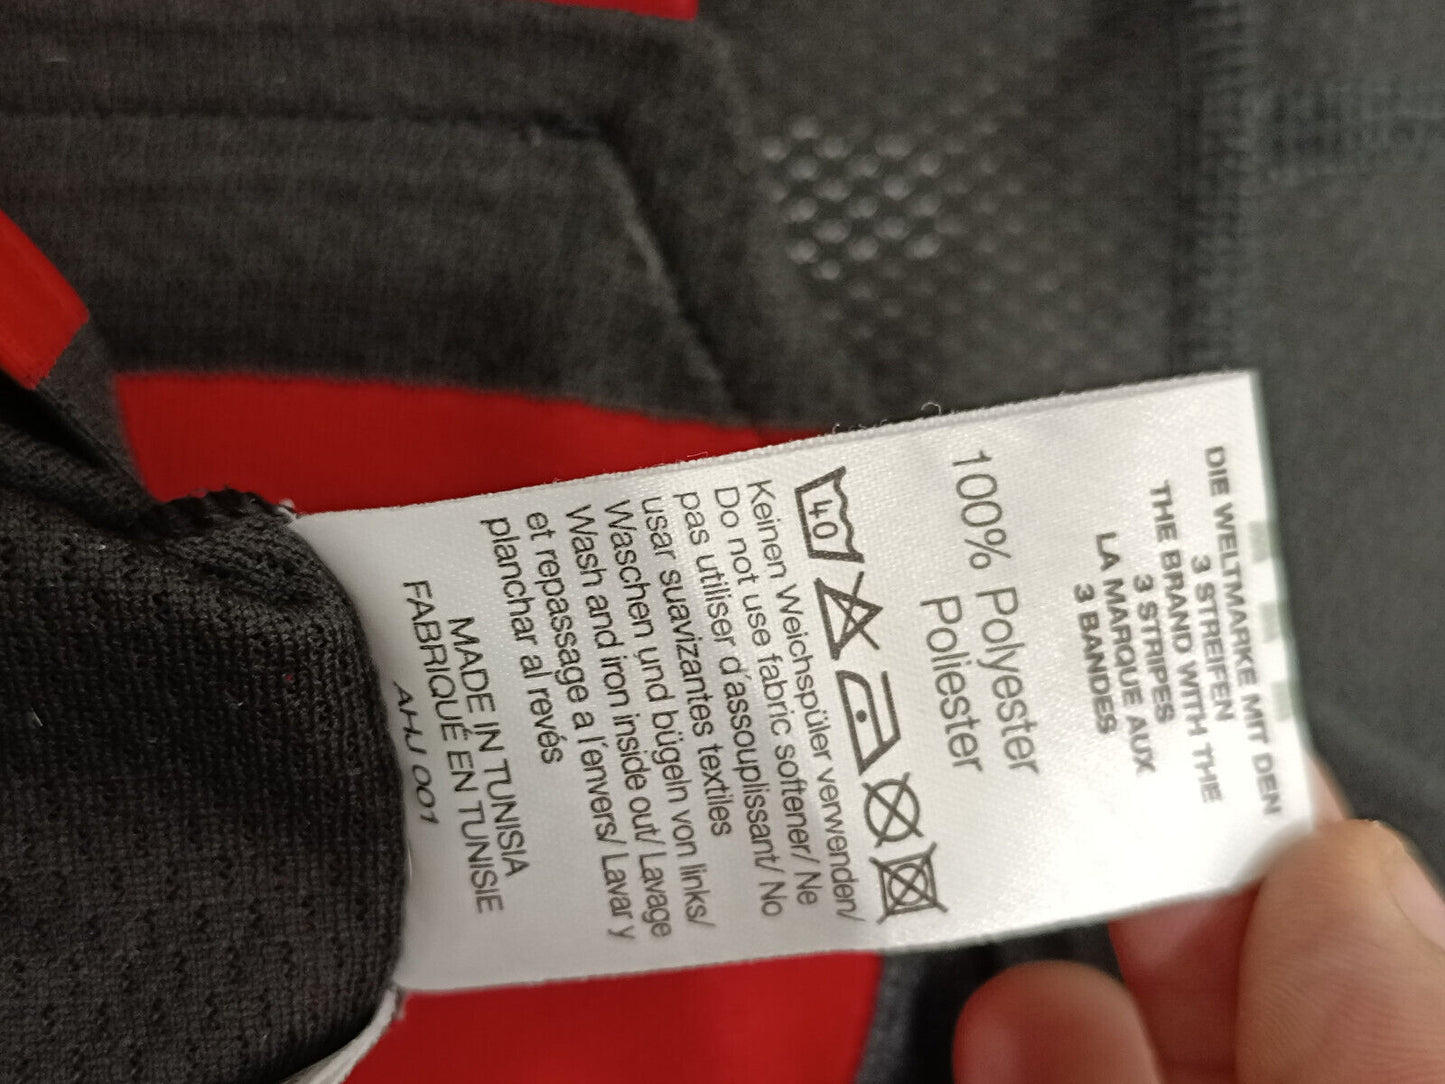 DIE WELTMARKE MIT DEN
3 STREIFEN
THE BRAND WITH THE
3 STRIPES
LA MARQUE AUX
3 BANDES
100% Polyester
Poliester
40
Keinen Weichspüler verwenden/
Do not use fabric softener/ Ne
pas utiliser d'assouplissant/ No
usar suavizantes textiles
Waschen und bügeln von links/
Wash and iron inside out/ Lavage
et repassage a l'envers/ Lavar y
planchar al revés
MADE IN TUNISIA
FABRIQUÉ EN TUNISIE
AHJ 001